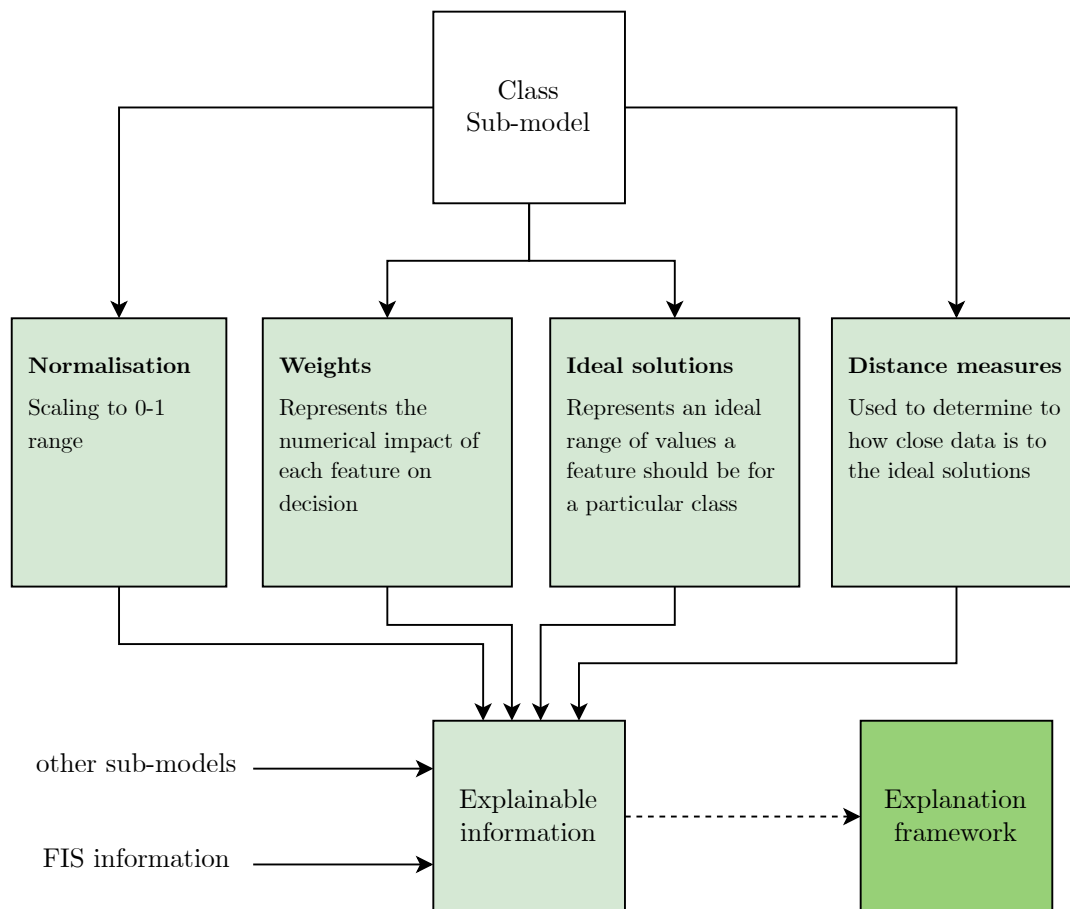 Class
Sub-model
Normalisation
Scaling to 0-1
range
Weights
Represents the
numerical impact of
each feature on
decision
Ideal solutions
Represents an ideal
range of values a
feature should be for
a particular class
Distance measures
Used to determine to
how close data is to
the ideal solutions
other sub-models
FIS information
Explainable
information
Explanation
framework